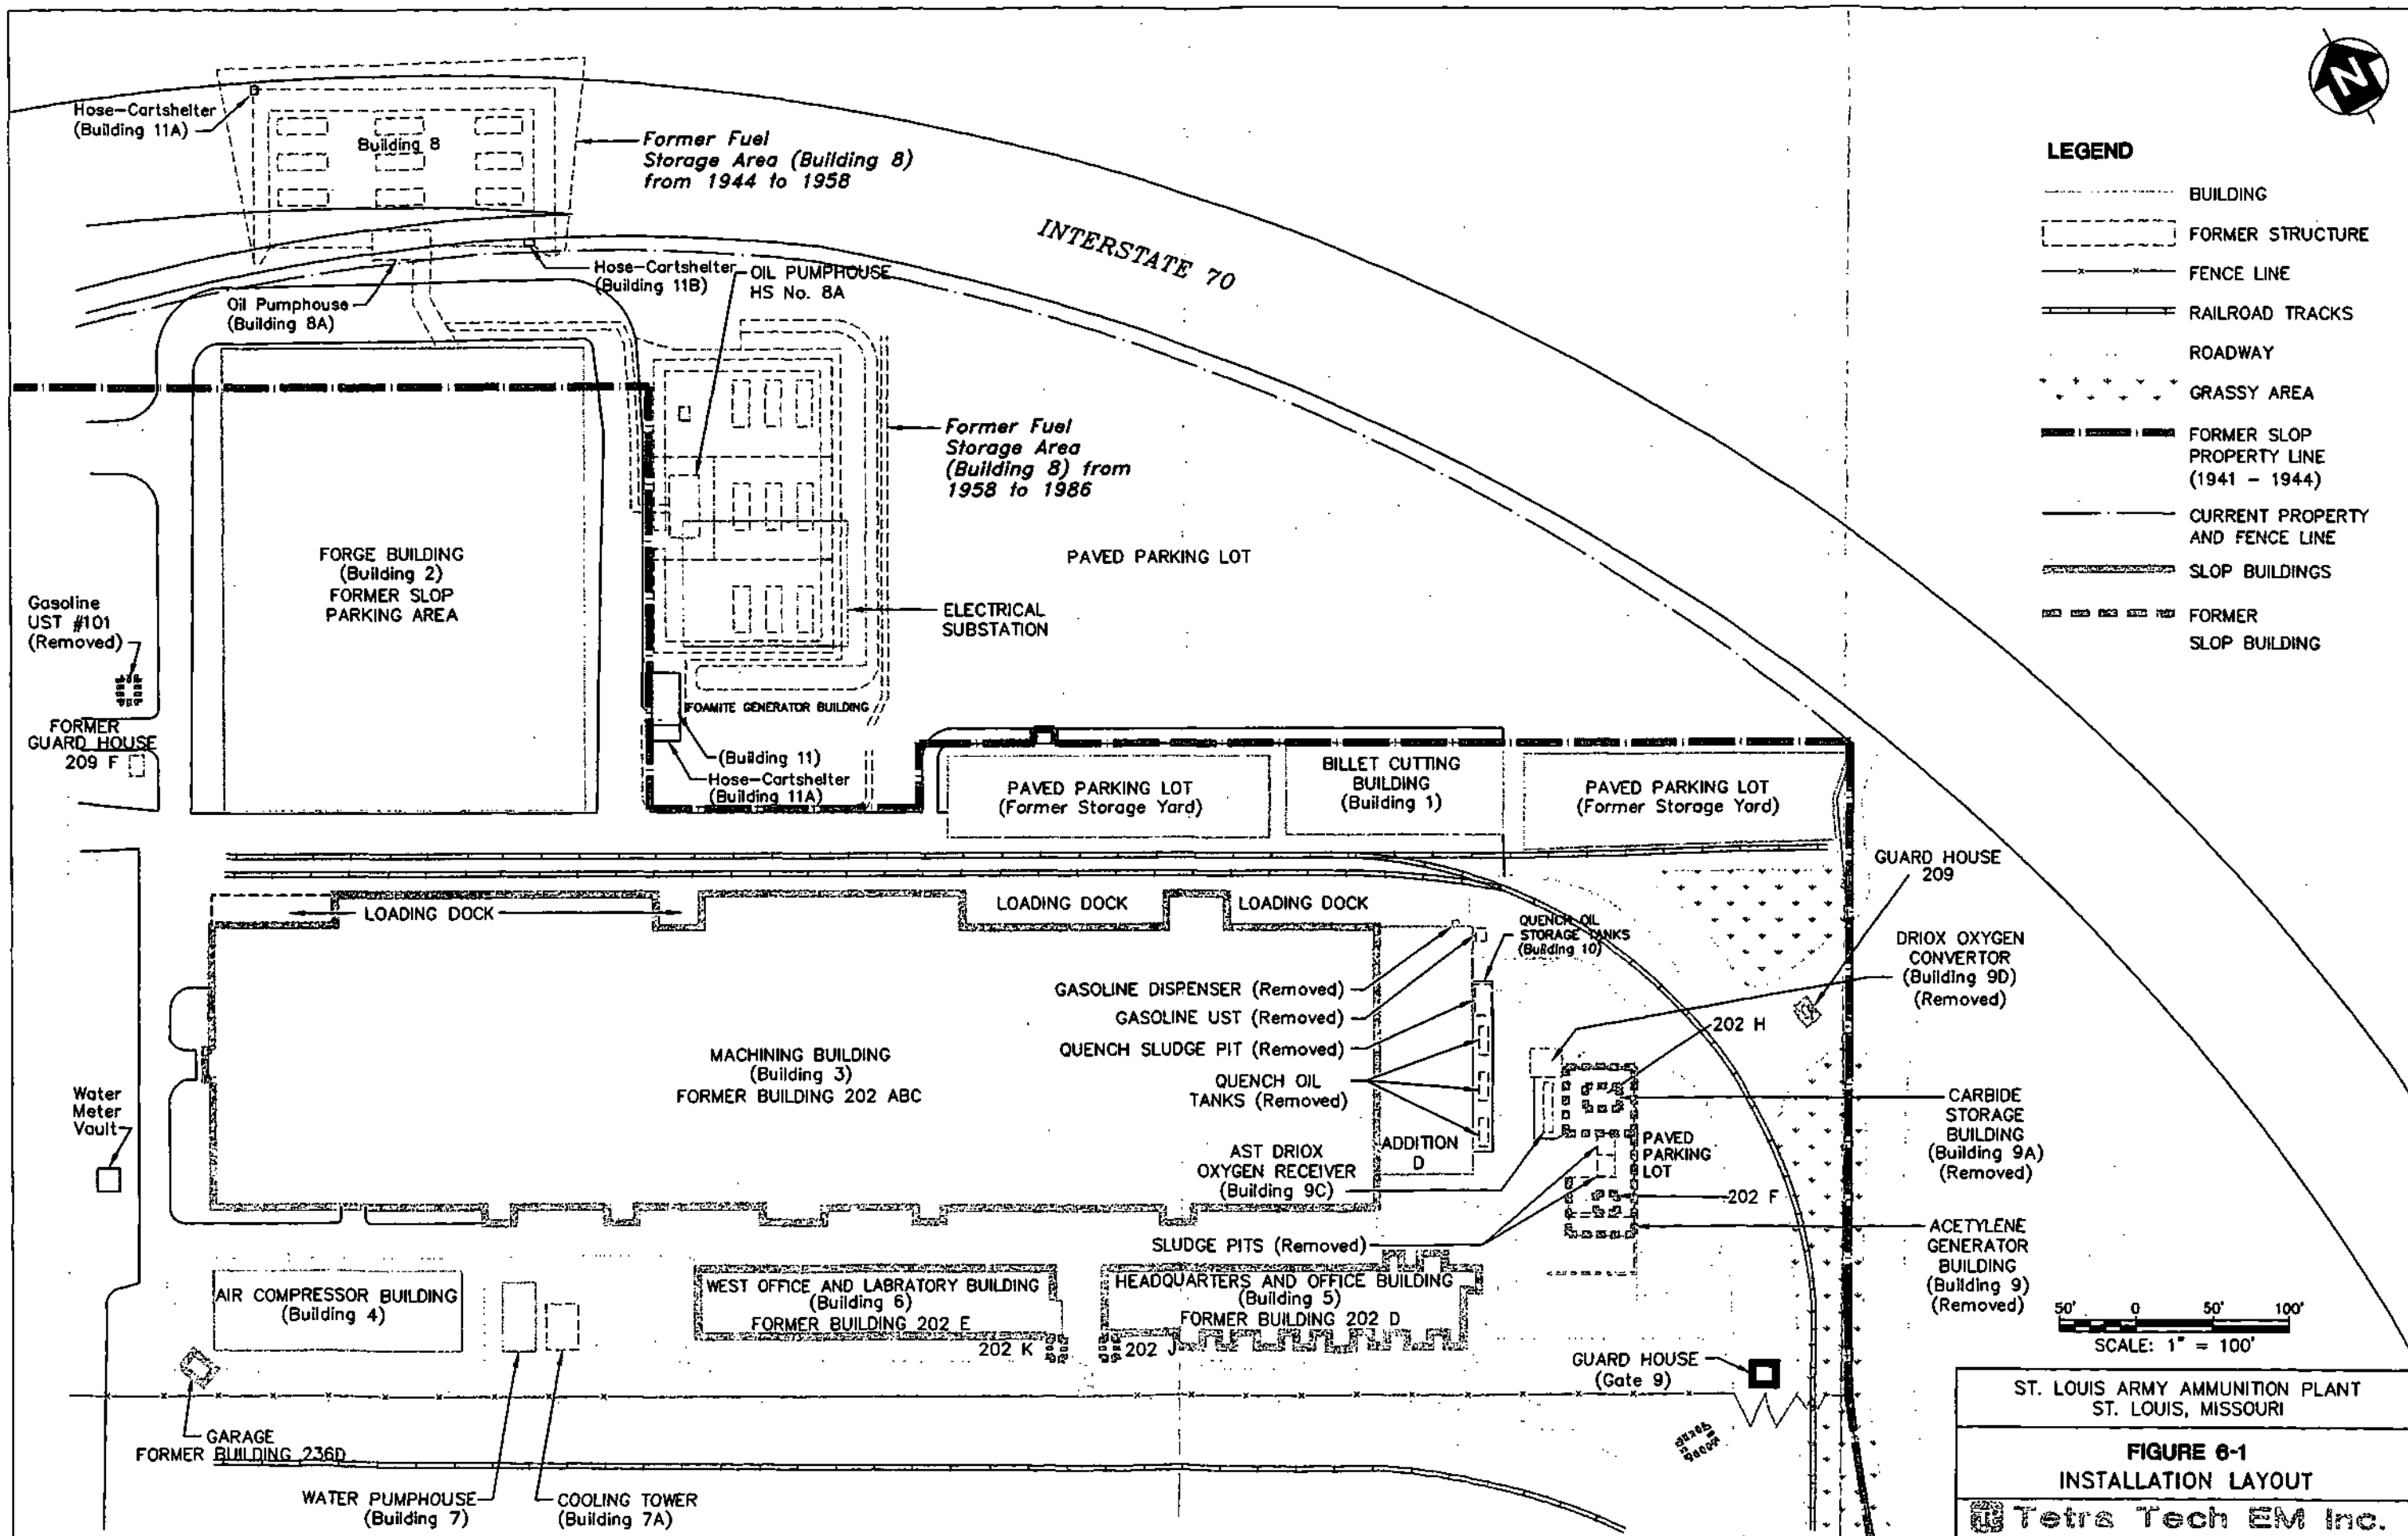 Hose-Cartshelter
(Building 11A)
Building 8
Former Fuel
Storage Area (Building 8)
from 1944 to 1958
INTERSTATE 70
Hose-Cartshelter
(Building 11B)
OIL PUMPHOUSE
HS No. 8A
Oil Pumphouse
(Building 8A)
Former Fuel
Storage Area
(Building 8) from
1958 to 1986
PAVED PARKING LOT
FORGE BUILDING
(Building 2)
FORMER SLOP
PARKING AREA
ELECTRICAL
SUBSTATION
Gasoline
UST #101
(Removed)
FORMER
GUARD HOUSE
209 F
FOAMITE GENERATOR BUILDING
(Building 11)
Hose-Cartshelter
(Building 11A)
PAVED PARKING LOT
(Former Storage Yard)
BILLET CUTTING
BUILDING
(Building 1)
PAVED PARKING LOT
(Former Storage Yard)
N
LEGEND
BUILDING
FORMER STRUCTURE
FENCE LINE
RAILROAD TRACKS
ROADWAY
GRASSY AREA
FORMER SLOP
PROPERTY LINE
(1941 - 1944)
CURRENT PROPERTY
AND FENCE LINE
SLOP BUILDINGS
FORMER
SLOP BUILDING
LOADING DOCK
LOADING DOCK
LOADING DOCK
QUENCH OIL
STORAGE TANKS
(Building 10)
GUARD HOUSE
209
DRIOX OXYGEN
CONVERTOR
(Building 9D)
(Removed)
GASOLINE DISPENSER (Removed)
GASOLINE UST (Removed)
QUENCH SLUDGE PIT (Removed)
QUENCH OIL
TANKS (Removed)
MACHINING BUILDING
(Building 3)
FORMER BUILDING 202 ABC
202 H
Water
Meter
Vault
AST DRIOX
OXYGEN RECEIVER
(Building 9C)
ADDITION
D
PAVED
PARKING
LOT
CARBIDE
STORAGE
BUILDING
(Building 9A)
(Removed)
202 F
SLUDGE PITS (Removed)
ACETYLENE
GENERATOR
BUILDING
(Building 9)
(Removed)
AIR COMPRESSOR BUILDING
(Building 4)
WEST OFFICE AND LABRATORY BUILDING
(Building 6)
FORMER BUILDING 202 E
202 K
HEADQUARTERS AND OFFICE BUILDING
(Building 5)
FORMER BUILDING 202 D
202 J
GUARD HOUSE
(Gate 9)
GARAGE
FORMER BUILDING 236D
WATER PUMPHOUSE
(Building 7)
COOLING TOWER
(Building 7A)
50' 0 50' 100'
SCALE: 1" = 100'
ST. LOUIS ARMY AMMUNITION PLANT
ST. LOUIS, MISSOURI
FIGURE 6-1
INSTALLATION LAYOUT
Tetra Tech EM Inc.